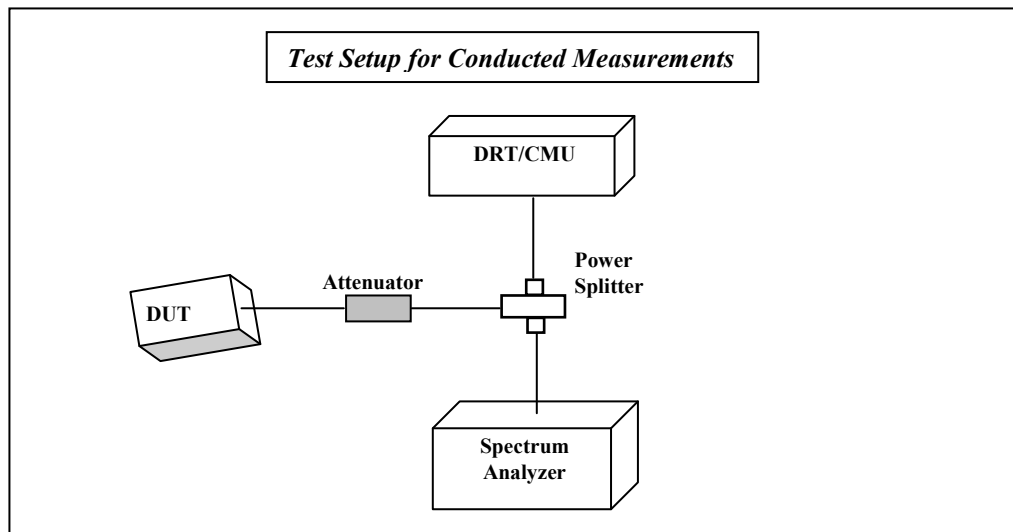 Test Setup for Conducted Measurements
DRT/CMU
Power
Splitter
Attenuator
DUT
Spectrum
Analyzer